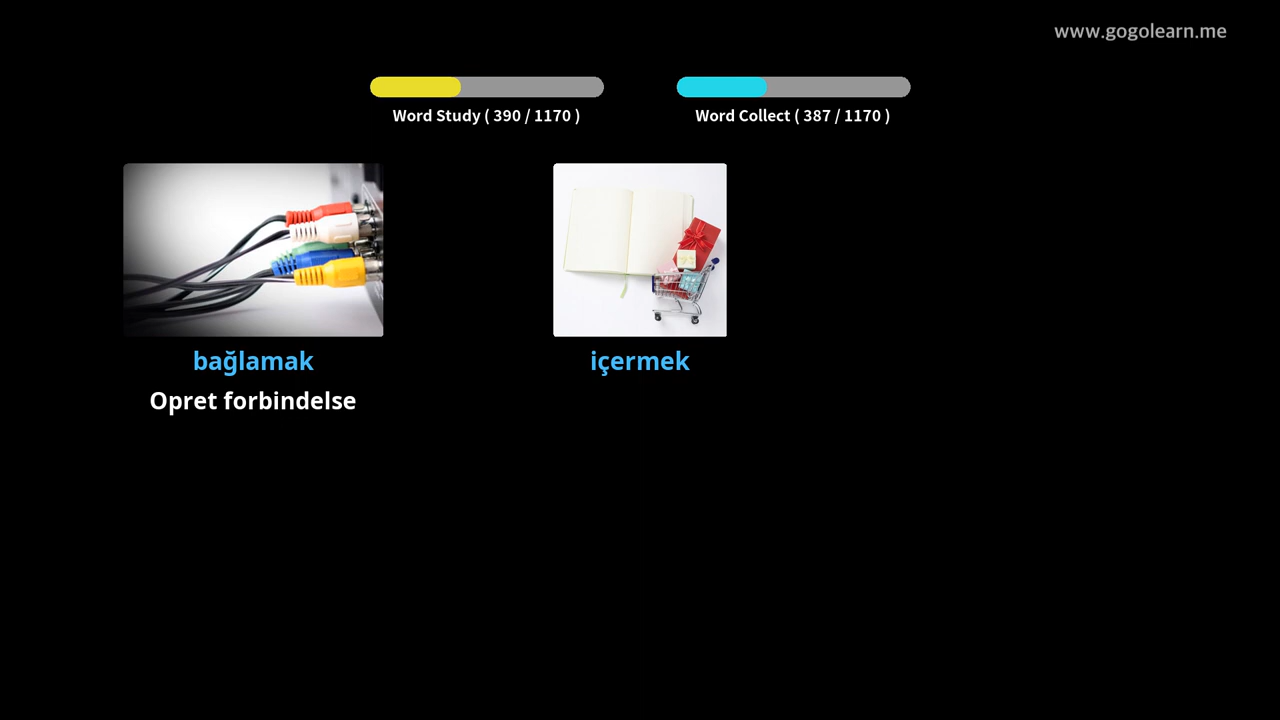 www.gogolearn.me
Word Study ( 390 / 1170 )
Word Collect ( 387 / 1170 )
bağlamak
Opret forbindelse
içermek